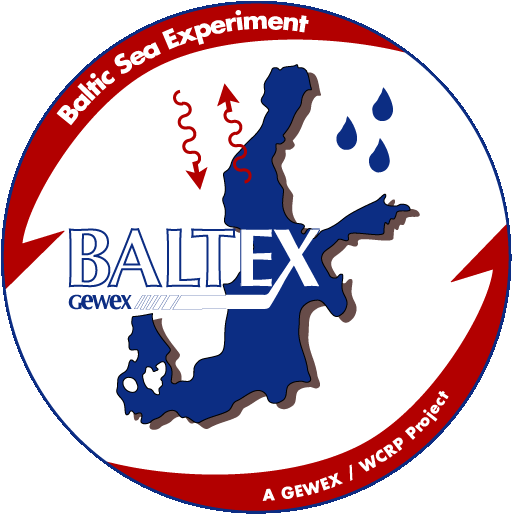 Baltic Sea Experiment
BALTEX
GEWEX
A GEWEX / WCRP Project